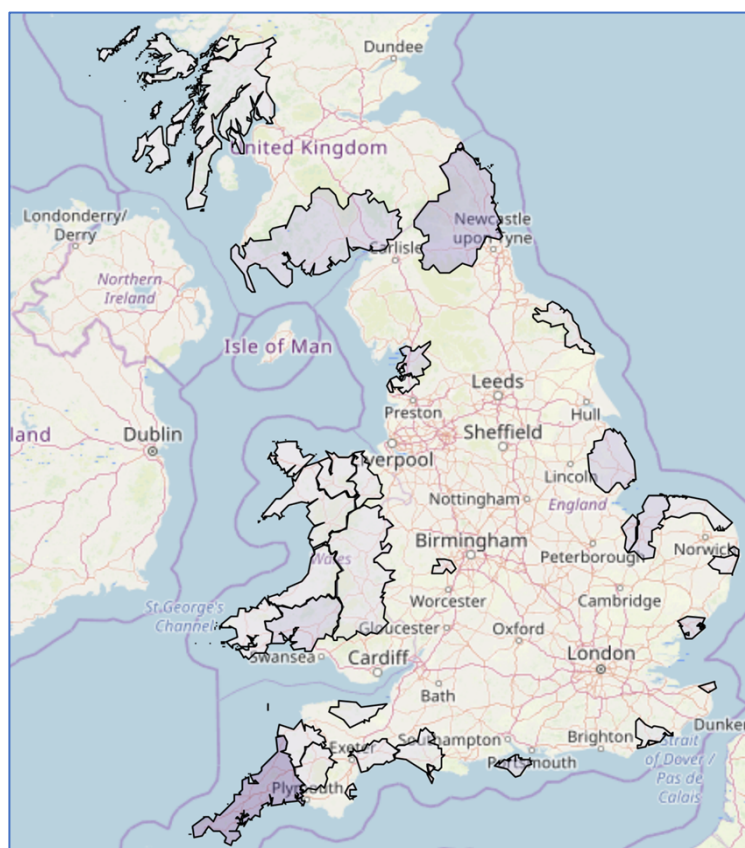 Dundee
United Kingdom
Londonderry/
Derry
Newcastle
upon Tyne
Carlisle
Northern
Ireland
Isle of Man
Leeds
Preston
Hull
land
Dublin
Liverpool
Sheffield
Lincoln
Nottingham
England
Birmingham
Peterborough
Norwich
Wales
Worcester
Cambridge
St George's
Channel
Gloucester
Oxford
Swansea
Cardiff
London
Bath
Southampton
Brighton
Dunker
Exeter
Portsmouth
Strait
of Dover /
Pas de
Calais
Plymouth